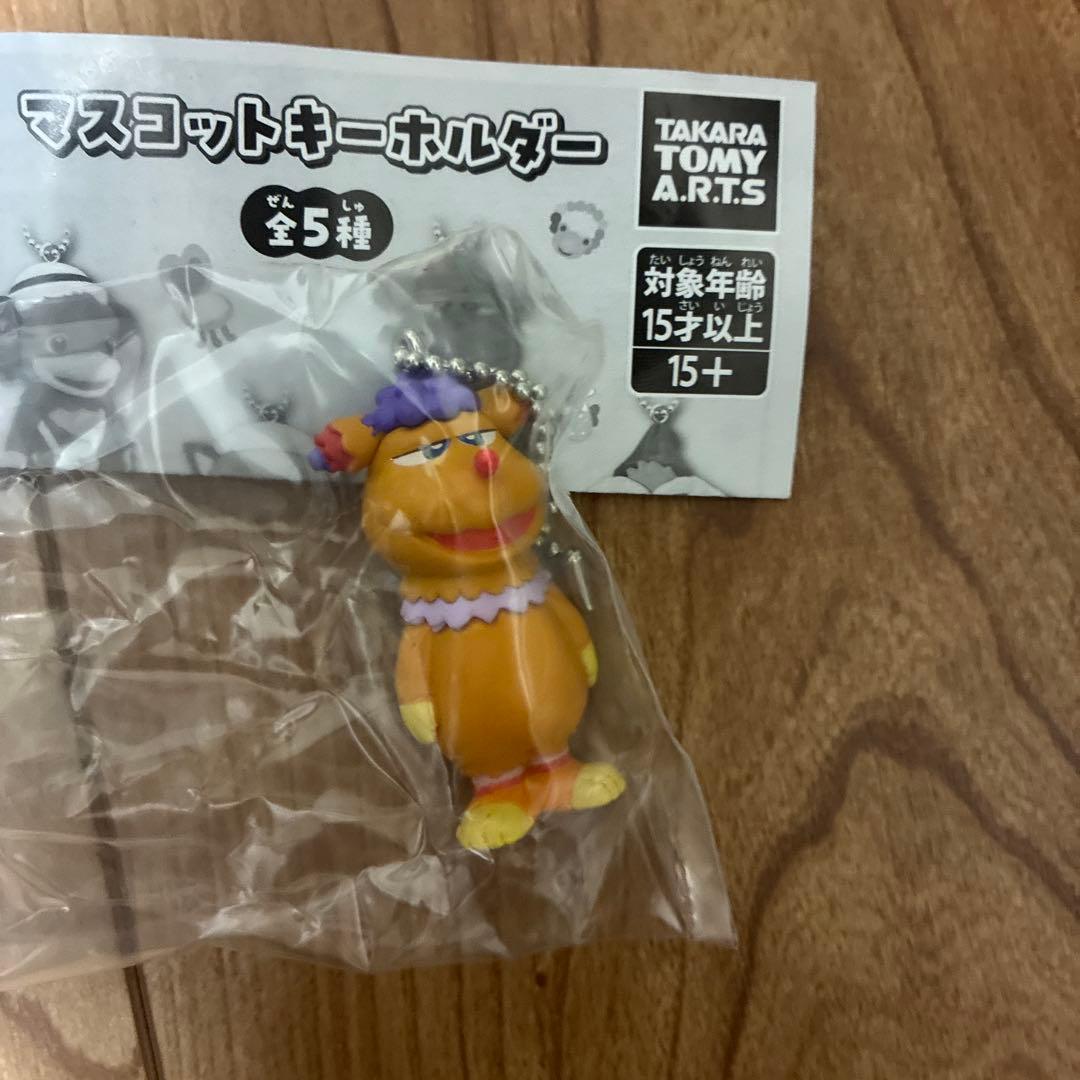 マスコットキーホルダー
ぜん しゅ
全5種
TAKARA
TOMY
A.R.T.S
たいしょうねんれい
対象年齢
さいいじょう
15才以上
15+